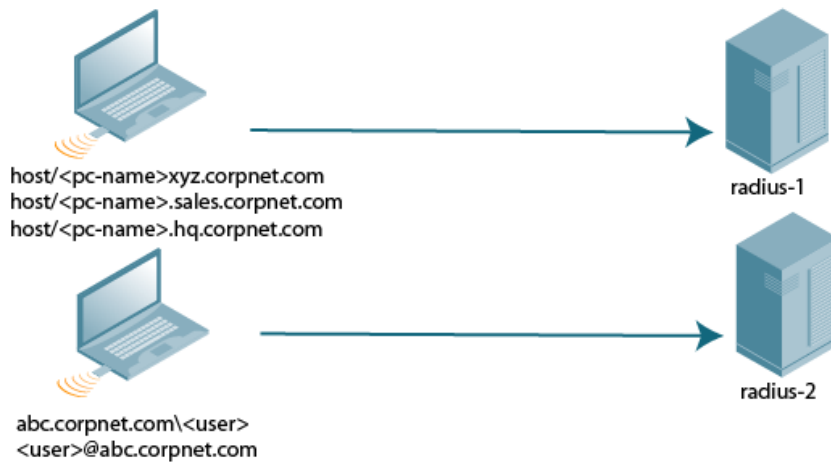 host/<pc-name>xyz.corpnet.com
host/<pc-name>.sales.corpnet.com
host/<pc-name>.hq.corpnet.com
radius-1
abc.corpnet.com\<user>
<user>@abc.corpnet.com
radius-2